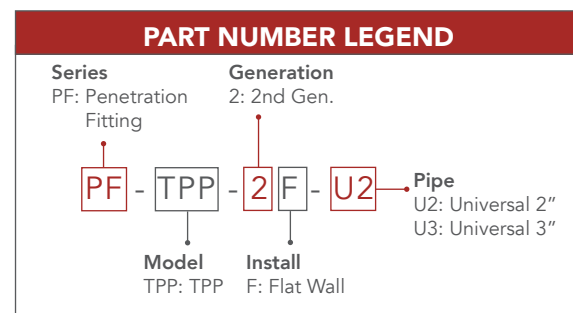 PART NUMBER LEGEND
Series
PF: Penetration
Fitting
Generation
2: 2nd Gen.
PF - TPP - 2 F - U2
Pipe
U2: Universal 2”
U3: Universal 3”
Model
TPP: TPP
Install
F: Flat Wall